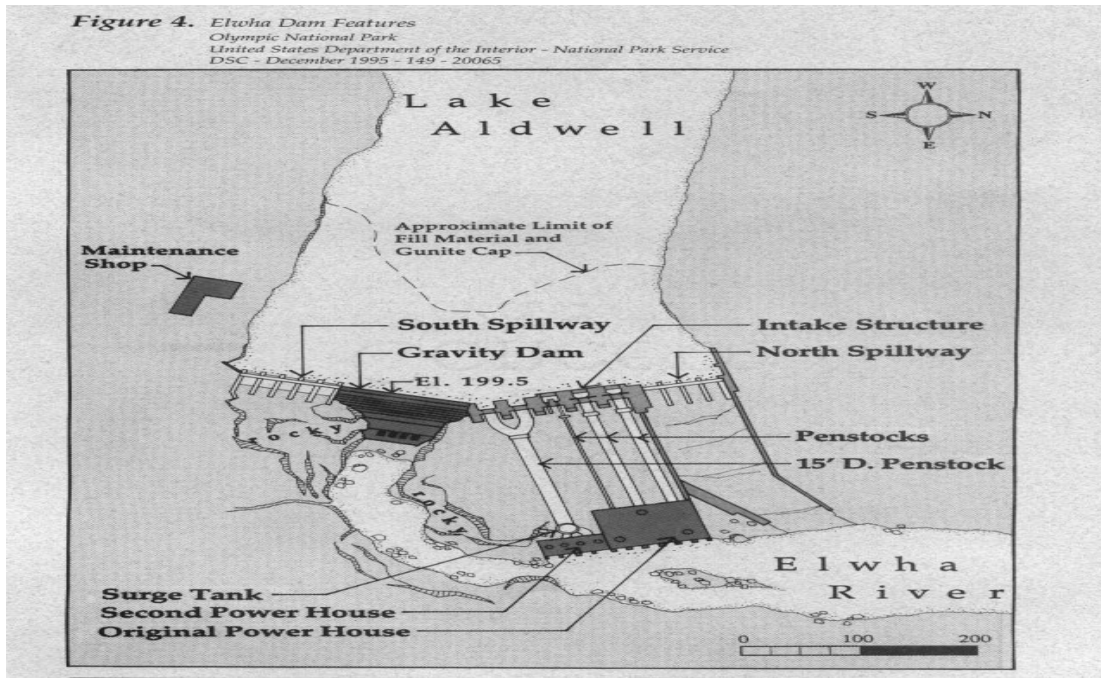 Figure 4. Elwha Dam Features
Olympic National Park
United States Department of the Interior - National Park Service
DSC - December 1995 - 149 - 20065
Lake
Aldwell
W
S N
E
Approximate Limit of
Fill Material and
Gunite Cap
Maintenance
Shop
South Spillway
Intake Structure
Gravity Dam
North Spillway
El. 199.5
rocky
Penstocks
15' D. Penstock
rocky
Elwha
River
Surge Tank
Second Power House
Original Power House
0 100 200